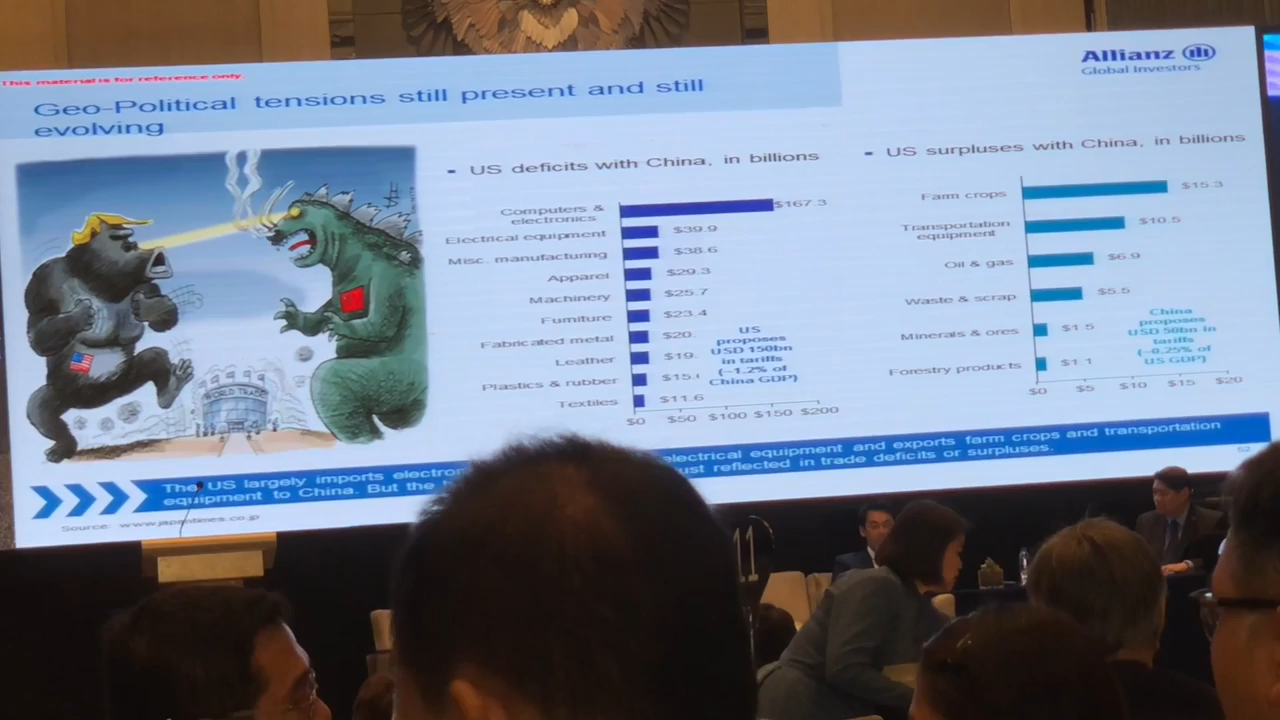 This material is for reference only.
Allianz
Global Investors
Geo-Political tensions still present and still
evolving
WORLD TRADE
US deficits with China, in billions
Computers &
electronics
$167.3
Electrical equipment
$39.9
Misc. manufacturing
$38.6
Apparel
$29.3
Machinery
$25.7
Furniture
$23.4
Fabricated metal
$20.
Leather
$19.
Plastics & rubber
$15.
Textiles
$11.6
$0 $50 $100 $150 $200
US
proposes
USD 150bn
in tariffs
(~1.2% of
China GDP)
US surpluses with China, in billions
Farm crops
$15.3
Transportation
equipment
$10.5
Oil & gas
$6.9
Waste & scrap
$5.5
Minerals & ores
$1.5
Forestry products
$1.1
$0 $5 $10 $15 $20
China
proposes
USD 50bn in
tariffs
(~0.25% of
US GDP)
The US largely imports electron electrical equipment and exports farm crops and transportation
equipment to China. But the ust reflected in trade deficits or surpluses.
Source: www.japantimes.co.jp
52